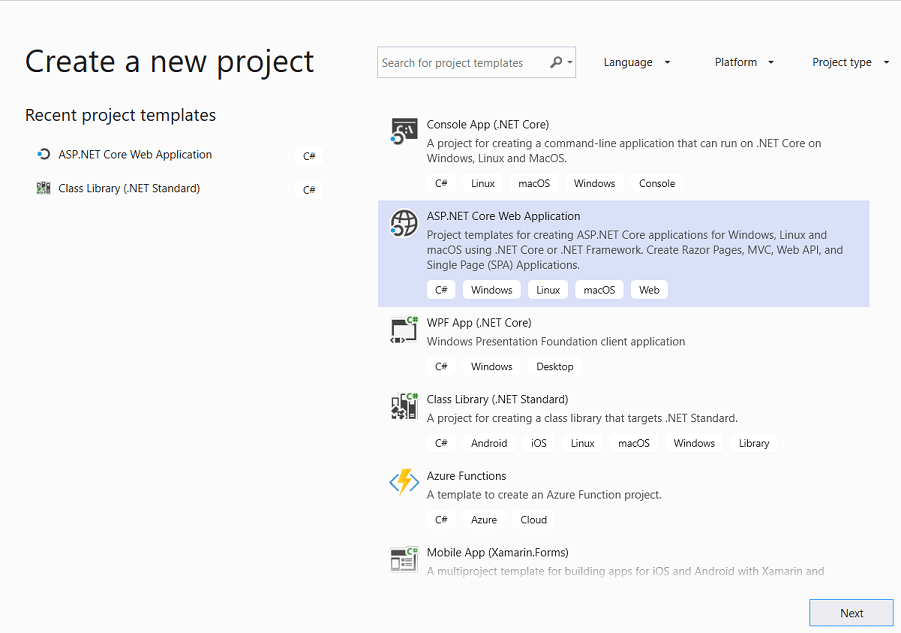 Create a new project
Search for project templates
Language
Platform
Project type
Recent project templates
ASP.NET Core Web Application
C#
Class Library (.NET Standard)
C#
C#
Console App (.NET Core)
A project for creating a command-line application that can run on .NET Core on
Windows, Linux and MacOS.
C# Linux macOS Windows Console
ASP.NET Core Web Application
Project templates for creating ASP.NET Core applications for Windows, Linux and
macOS using .NET Core or .NET Framework. Create Razor Pages, MVC, Web API, and
Single Page (SPA) Applications.
C# Windows Linux macOS Web
C#
WPF App (.NET Core)
Windows Presentation Foundation client application
C# Windows Desktop
C#
Class Library (.NET Standard)
A project for creating a class library that targets .NET Standard.
C# Android iOS Linux macOS Windows Library
Azure Functions
A template to create an Azure Function project.
C# Azure Cloud
C#
Mobile App (Xamarin.Forms)
A multiproject template for building apps for iOS and Android with Xamarin and
Next